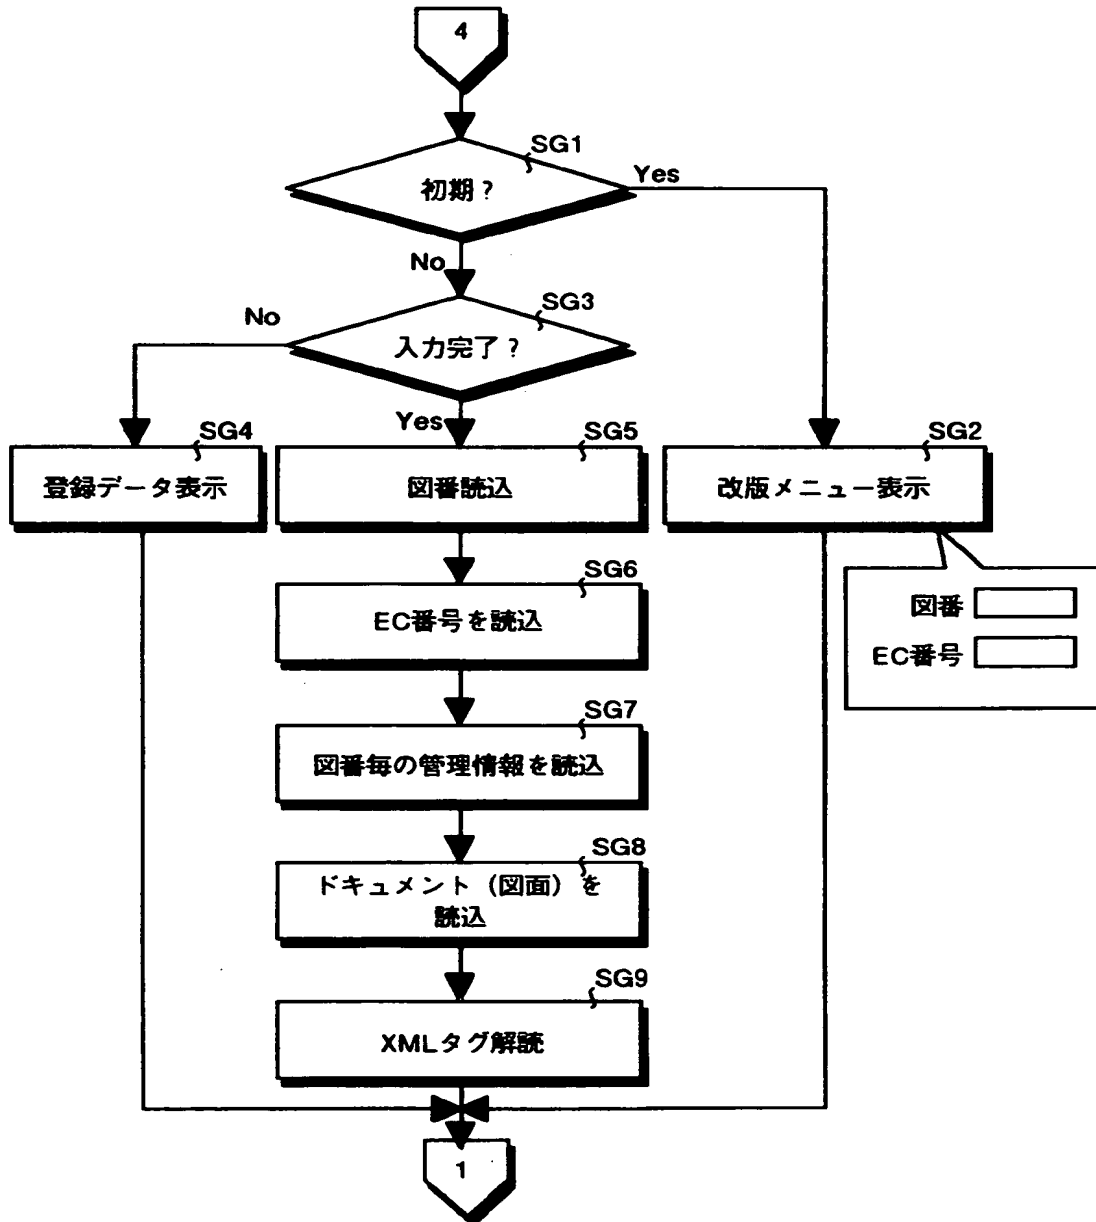 4
SG1
初期?
Yes
No
SG3
No
入力完了?
Yes
SG4
登録データ表示
SG5
図番読込
SG2
改版メニュー表示
図番
EC番号
SG6
EC番号を読込
SG7
図番毎の管理情報を読込
SG8
ドキュメント(図面)を
読込
SG9
XMLタグ解読
1